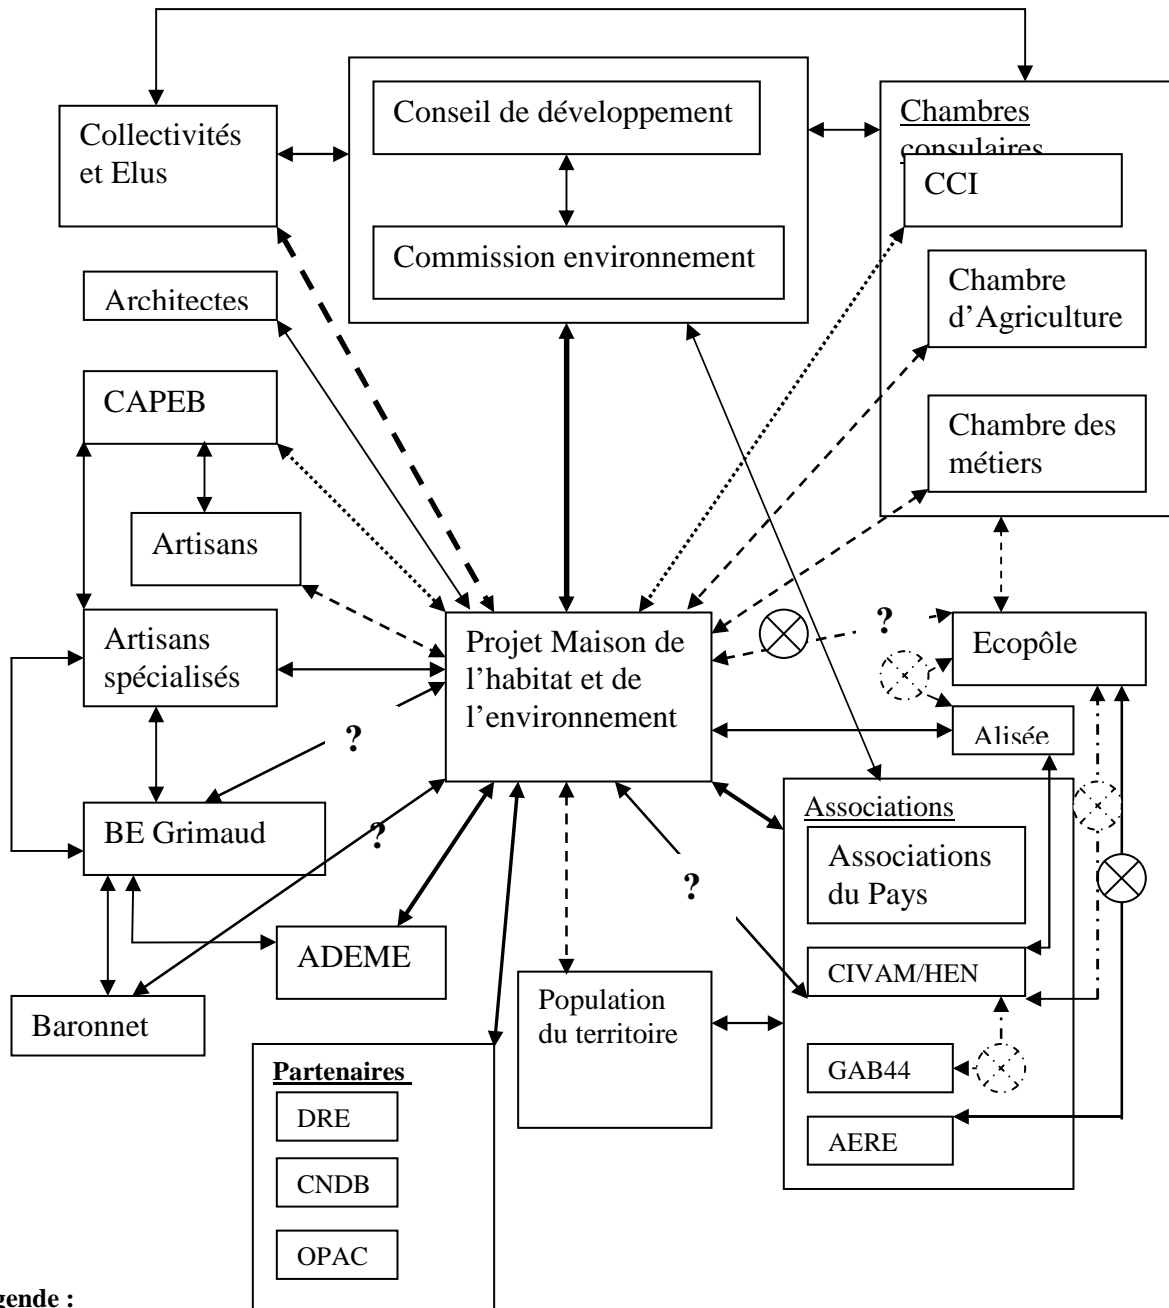 Conseil de développement
Commission environnement
Collectivités
et Elus
Chambres
consulaires
CCI
Chambre
d’Agriculture
Chambre des
métiers
Architectes
CAPEB
Artisans
Artisans
spécialisés
Projet Maison de
l’habitat et de
l’environnement
?
Ecopôle
Alisée
?
BE Grimaud
?
ADEME
Baronnet
?
Associations
Associations
du Pays
CIVAM/HEN
GAB44
AERE
Population
du territoire
Partenaires
DRE
CNDB
OPAC
gende :